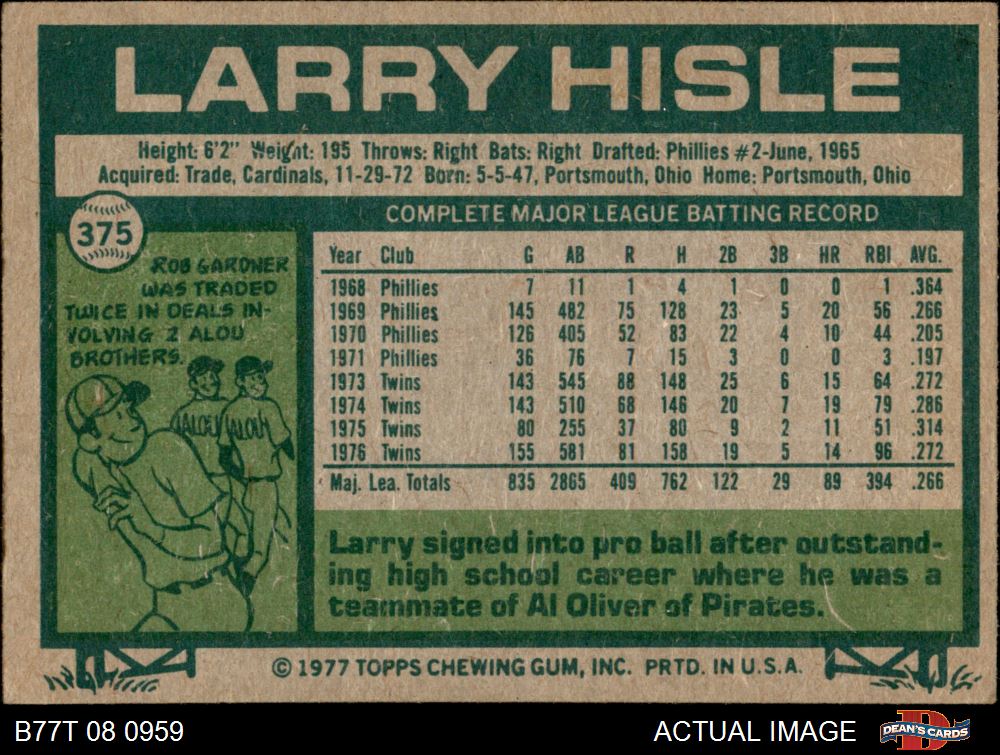 LARRY HISLE
Height: 6'2" Weight: 195 Throws: Right Bats: Right Drafted: Phillies #2-June, 1965
Acquired: Trade, Cardinals, 11-29-72 Born: 5-5-47, Portsmouth, Ohio Home: Portsmouth, Ohio
375
ROB GARDNER
WAS TRADED
TWICE IN DEALS IN-
VOLVING 2 ALOU
BROTHERS.
ALOU ALOU
COMPLETE MAJOR LEAGUE BATTING RECORD
Year Club G AB R H 2B 3B HR RBI AVG.
1968 Phillies 7 11 1 4 1 0 0 1 .364
1969 Phillies 145 482 75 128 23 5 20 56 .266
1970 Phillies 126 405 52 83 22 4 10 44 .205
1971 Phillies 36 76 7 15 3 0 0 3 .197
1973 Twins 143 545 88 148 25 6 15 64 .272
1974 Twins 143 510 68 146 20 7 19 79 .286
1975 Twins 80 255 37 80 9 2 11 51 .314
1976 Twins 155 581 81 158 19 5 14 96 .272
Maj. Lea. Totals 835 2865 409 762 122 29 89 394 .266
Larry signed into pro ball after outstand-
ing high school career where he was a
teammate of Al Oliver of Pirates.
© 1977 TOPPS CHEWING GUM, INC. PRTD. IN U.S.A.
B77T 08 0959
ACTUAL IMAGE
D
DEAN'S CARDS